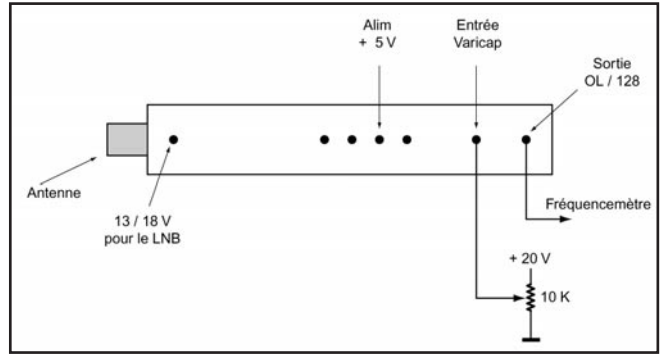 Alim
+ 5 V
Entrée
Varicap
Sortie
OL / 128
Antenne
13 / 18 V
pour le LNB
Fréquencemètre
+ 20 V
10 K